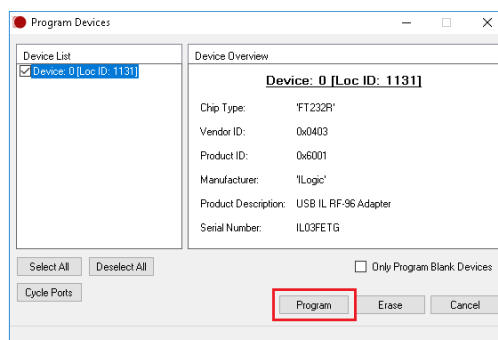 Program Devices
Device List
Device: 0 [Loc ID: 1131]
Device Overview
Device: 0 [Loc ID: 1131]
Chip Type: 'FT232R'
Vendor ID: 0x0403
Product ID: 0x6001
Manufacturer: 'ILogic'
Product Description: USB IL RF-96 Adapter
Serial Number: IL03FETG
Select All Deselect All
Only Program Blank Devices
Cycle Ports
Program Erase Cancel